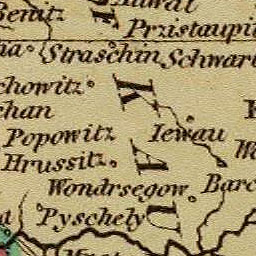 Benitz
Przistaupi
Straschin Schwar
chowitz
K
chan
Popowitz Iewau
Hrussitz
A
Wondrsegow Barc
Pyschely U